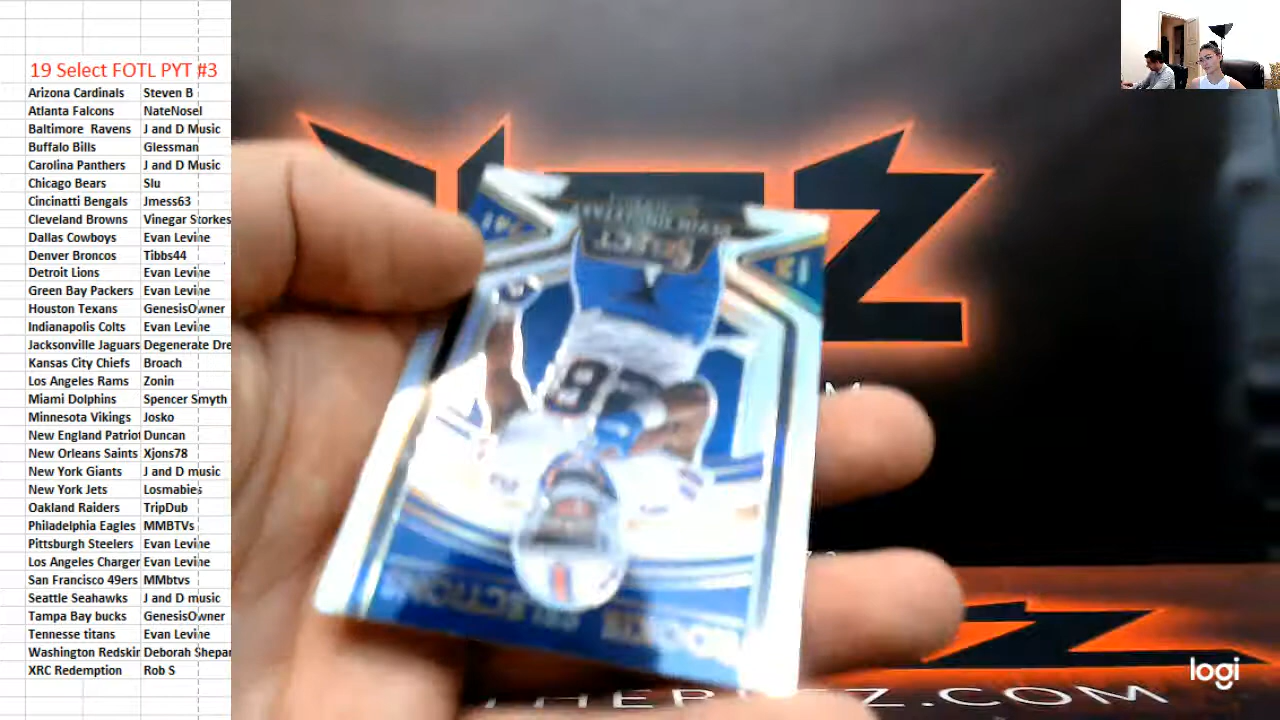 19 Select FOTL PYT #3
Arizona Cardinals Steven B
Atlanta Falcons NateNosel
Baltimore Ravens J and D Music
Buffalo Bills Glessman
Carolina Panthers J and D Music
Chicago Bears Slu
Cincinatti Bengals Jmess63
Cleveland Browns Vinegar Storkes
Dallas Cowboys Evan Levine
Denver Broncos Tibbs44
Detroit Lions Evan Levine
Green Bay Packers Evan Levine
Houston Texans GenesisOwner
Indianapolis Colts Evan Levine
Jacksonville Jaguars Degenerate Dre
Kansas City Chiefs Broach
Los Angeles Rams Zonin
Miami Dolphins Spencer Smyth
Minnesota Vikings Josko
New England Patriot Duncan
New Orleans Saints Xjons78
New York Giants J and D music
New York Jets Losmabies
Oakland Raiders TripDub
Philadelphia Eagles MMBTVs
Pittsburgh Steelers Evan Levine
Los Angeles Charger Evan Levine
San Francisco 49ers MMbtvs
Seattle Seahawks J and D music
Tampa Bay bucks GenesisOwner
Tennesse titans Evan Levine
Washington Redskin Deborah Shepar
XRC Redemption Rob S
SELECT
ROOKIE SELECTIONS
logi